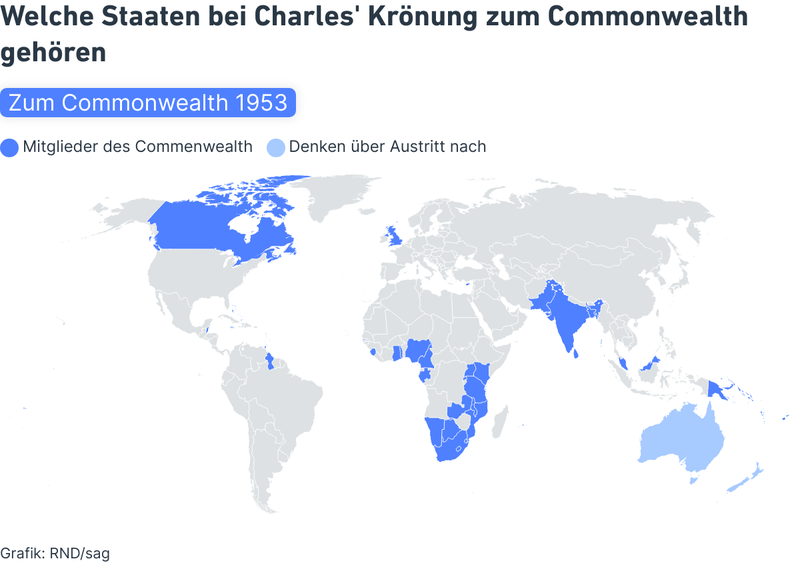 Welche Staaten bei Charles' Krönung zum Commonwealth
gehören
Zum Commonwealth 1953
Mitglieder des Commenwealth
Denken über Austritt nach
Grafik: RND/sag